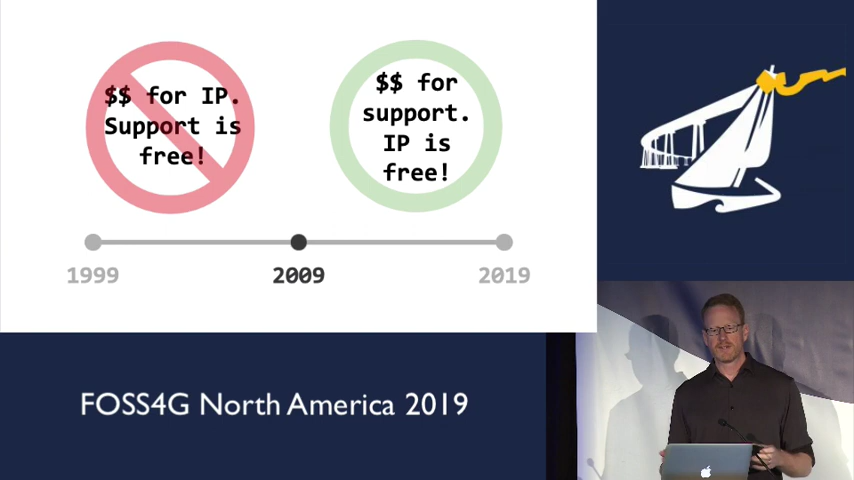 $$ for IP.
Support is
free!
$$ for
support.
IP is
free!
1999
2009
2019
FOSS4G North America 2019